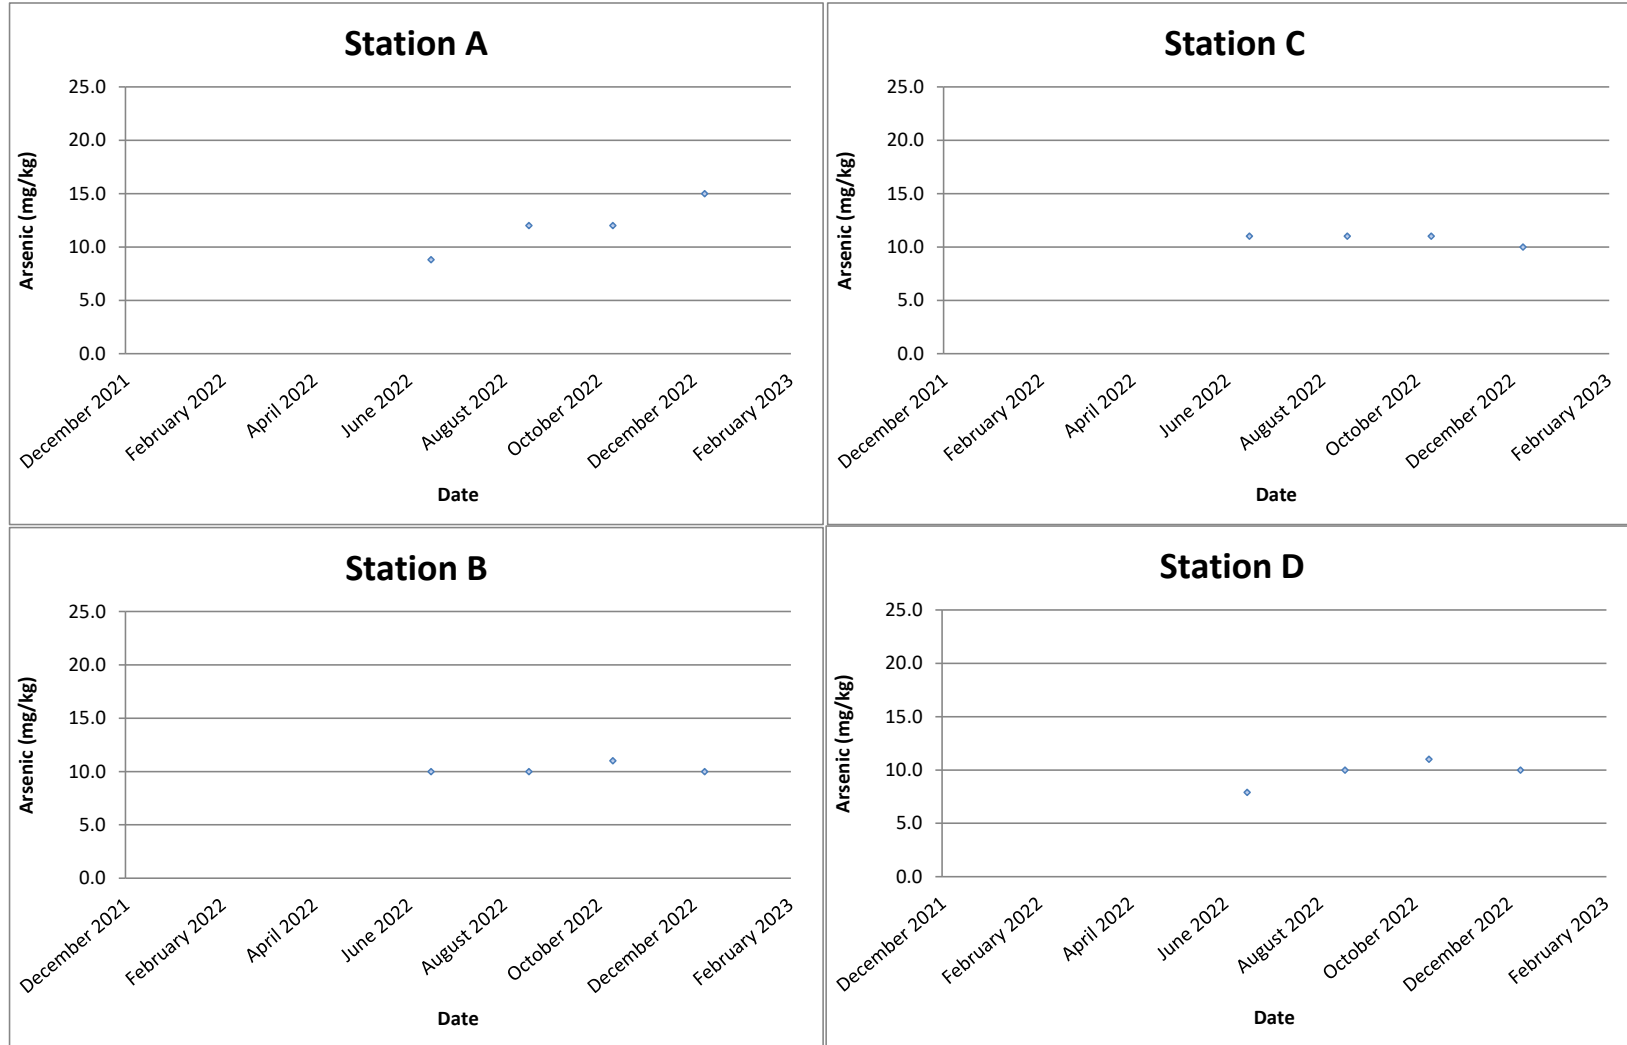 Station A
25.0
20.0
15.0
10.0
5.0
0.0
Arsenic (mg/kg)
December 2021
February 2022
April 2022
June 2022
August 2022
October 2022
December 2022
February 2023
Date
Station C
25.0
20.0
15.0
10.0
5.0
0.0
Arsenic (mg/kg)
December 2021
February 2022
April 2022
June 2022
August 2022
October 2022
December 2022
February 2023
Date
Station B
25.0
20.0
15.0
10.0
5.0
0.0
Arsenic (mg/kg)
December 2021
February 2022
April 2022
June 2022
August 2022
October 2022
December 2022
February 2023
Date
Station D
25.0
20.0
15.0
10.0
5.0
0.0
Arsenic (mg/kg)
December 2021
February 2022
April 2022
June 2022
August 2022
October 2022
December 2022
February 2023
Date